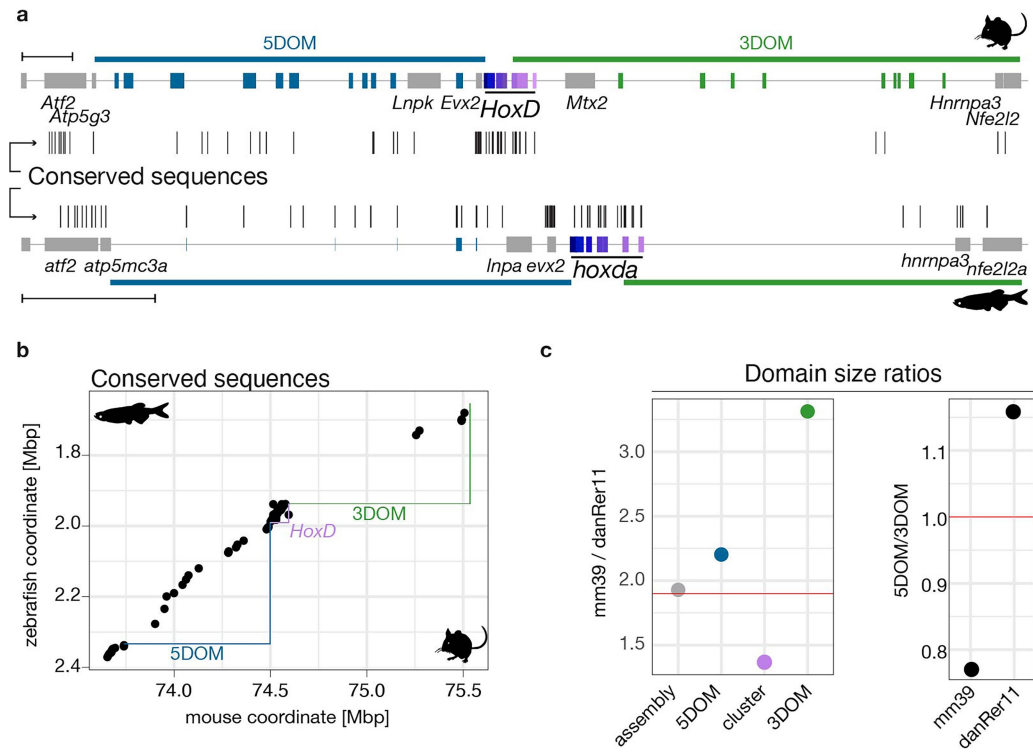 a
5DOM
3DOM
Atf2
Atp5g3
Lnpk
Evx2
HoxD
Mtx2
Hnrnpa3
Nfe2l2
Conserved sequences
atf2
atp5mc3a
lnpa
evx2
hoxda
hnrnpa3
nfe2l2a
b
Conserved sequences
zebrafish coordinate [Mbp]
1.8
2.0
2.2
2.4
3DOM
HoxD
5DOM
74.0
74.5
75.0
75.5
mouse coordinate [Mbp]
c
Domain size ratios
mm39 / danRer11
3.0
2.5
2.0
1.5
assembly
5DOM
cluster
3DOM
5DOM/3DOM
1.1
1.0
0.9
0.8
mm39
danRer11